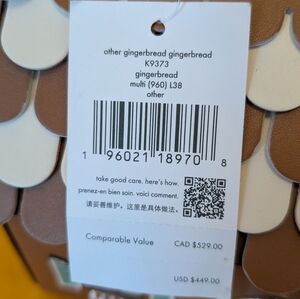 other gingerbread gingerbread
K9373
gingerbread
multi (960) L38
other
1 96021 18970 8
take good care. here's how.
prenez-en bien soin. voici comment.
请妥善维护。这里是具体做法。
Comparable Value CAD $529.00
USD $449.00